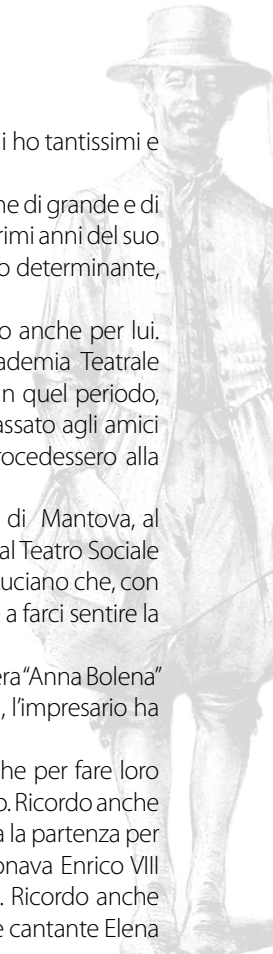 i ho tantissimi e
ne di grande e di
rimi anni del suo
o determinante,
o anche per lui.
ademia Teatrale
n quel periodo,
assato agli amici
rocedessero alla
di Mantova, al
al Teatro Sociale
Luciano che, con
a farci sentire la
era “Anna Bolena”
, l’impresario ha
he per fare loro
o. Ricordo anche
a la partenza per
onava Enrico VIII
. Ricordo anche
e cantante Elena